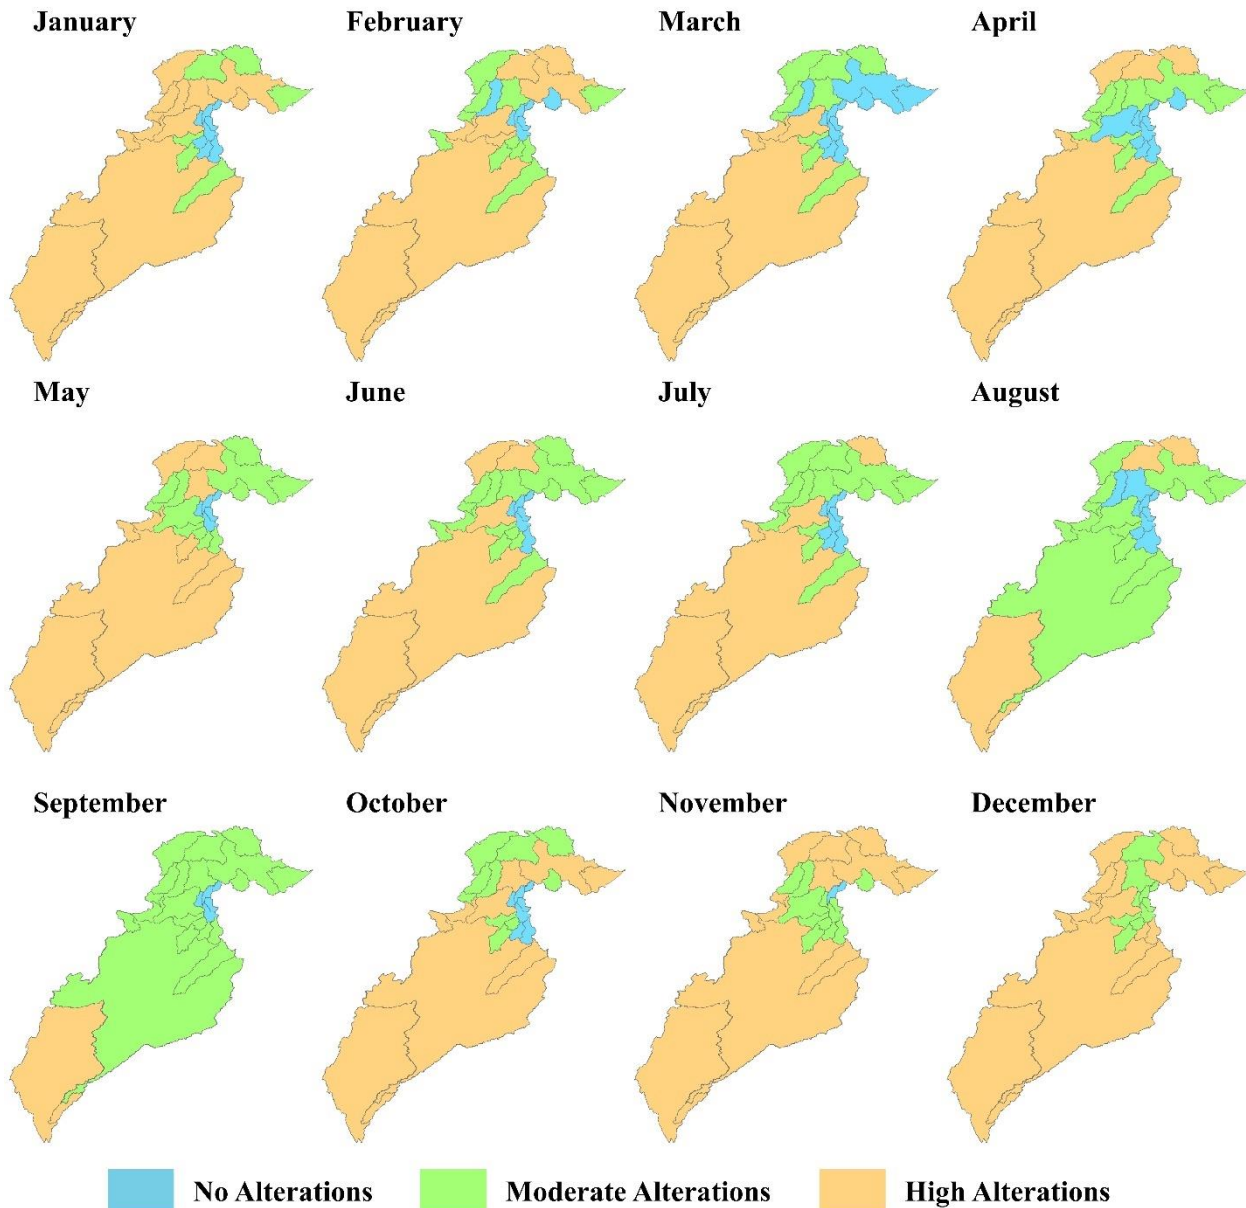 January February March April
May June July August
September October November December
No Alterations Moderate Alterations High Alterations